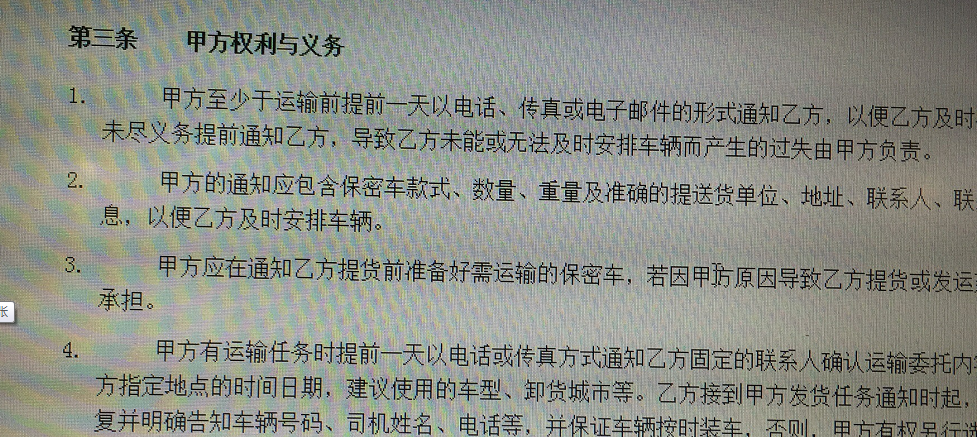 第三条 甲方权利与义务
1. 甲方至少于运输前提前一天以电话、传真或电子邮件的形式通知乙方，以便乙方及时
未尽义务提前通知乙方，导致乙方未能或无法及时安排车辆而产生的过失由甲方负责。
2. 甲方的通知应包含保密车款式、数量、重量及准确的提送货单位、地址、联系人、联
息，以便乙方及时安排车辆。
3. 甲方应在通知乙方提货前准备好需运输的保密车，若因甲方原因导致乙方提货或发运
承担。
张
4. 甲方有运输任务时提前一天以电话或传真方式通知乙方固定的联系人确认运输委托内
方指定地点的时间日期，建议使用的车型、卸货城市等。乙方接到甲方发货任务通知时起，
复并明确告知车辆号码、司机姓名、电话等，并保证车辆按时装车，否则，甲方有权另行